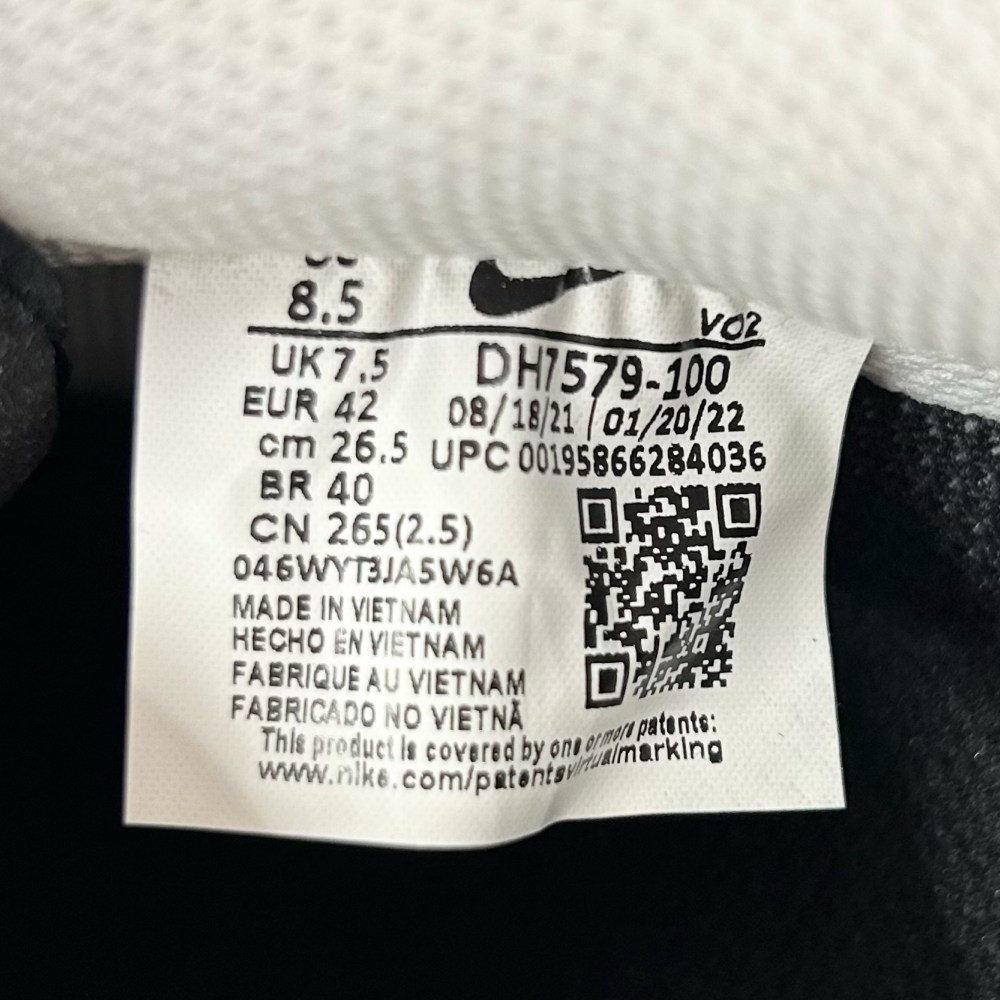 8.5
VO2
UK 7.5
DH7579-100
EUR 42
08/18/21 / 01/20/22
cm 26.5
UPC 00195866284036
BR 40
CN 265(2.5)
046WYT3JA5W6A
MADE IN VIETNAM
HECHO EN VIETNAM
FABRIQUE AU VIETNAM
FABRICADO NO VIETNÃ
This product is covered by one or more patents:
www.nike.com/patentsvirtualmarking